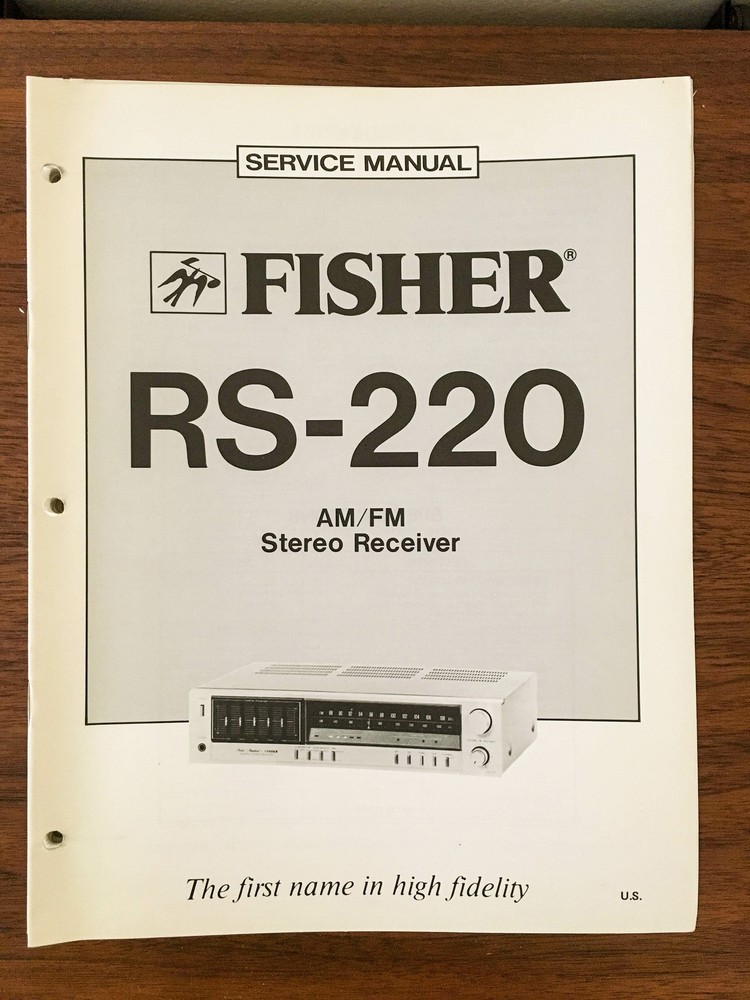 SERVICE MANUAL
FISHER®
RS-220
AM/FM
Stereo Receiver
The first name in high fidelity
U.S.